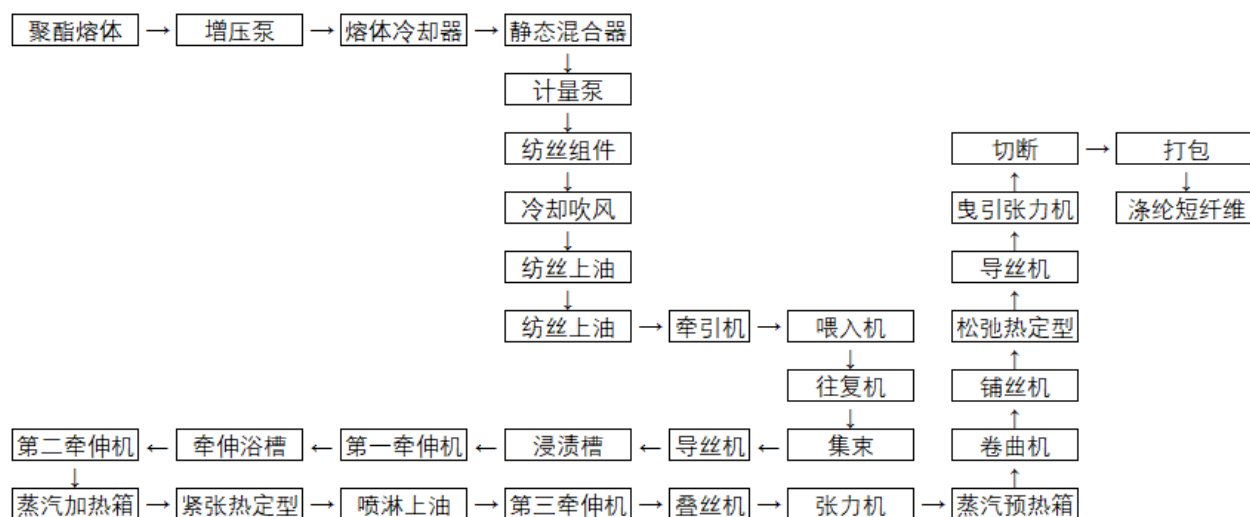 聚酯熔体 → 增压泵 → 熔体冷却器 → 静态混合器
↓
计量泵
↓
纺丝组件 切断 → 打包
↓ ↑ ↓
冷却吹风 曳引张力机 涤纶短纤维
↓ ↑
纺丝上油 导丝机
↓ ↑
纺丝上油 → 牵引机 → 喂入机 松弛热定型
↓ ↑
往复机 铺丝机
↓ ↑
第二牵伸机 ← 牵伸浴槽 ← 第一牵伸机 ← 浸渍槽 ← 导丝机 ← 集束 卷曲机
↓ ↑
蒸汽加热箱 → 紧张热定型 → 喷淋上油 → 第三牵伸机 → 叠丝机 → 张力机 → 蒸汽预热箱